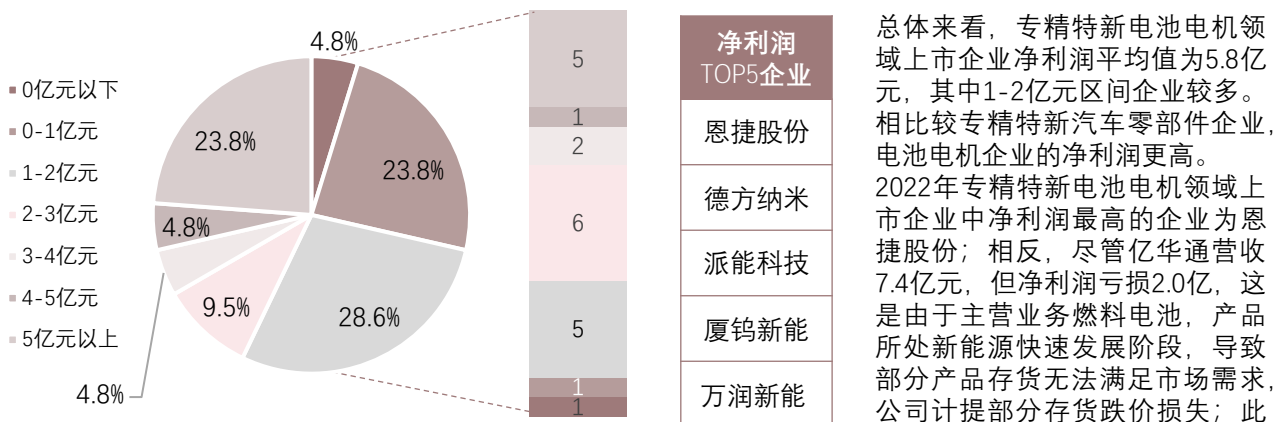 0亿元以下
0-1亿元
1-2亿元
2-3亿元
3-4亿元
4-5亿元
5亿元以上
4.8%
23.8%
28.6%
9.5%
4.8%
4.8%
23.8%
5
1
2
6
5
1
1
净利润
TOP5企业
恩捷股份
德方纳米
派能科技
厦钨新能
万润新能
总体来看，专精特新电池电机领
域上市企业净利润平均值为5.8亿
元，其中1-2亿元区间企业较多。
相比较专精特新汽车零部件企业，
电池电机企业的净利润更高。
2022年专精特新电池电机领域上
市企业中净利润最高的企业为恩
捷股份；相反，尽管亿华通营收
7.4亿元，但净利润亏损2.0亿，这
是由于主营业务燃料电池，产品
所处新能源快速发展阶段，导致
部分产品存货无法满足市场需求，
公司计提部分存货跌价损失；此